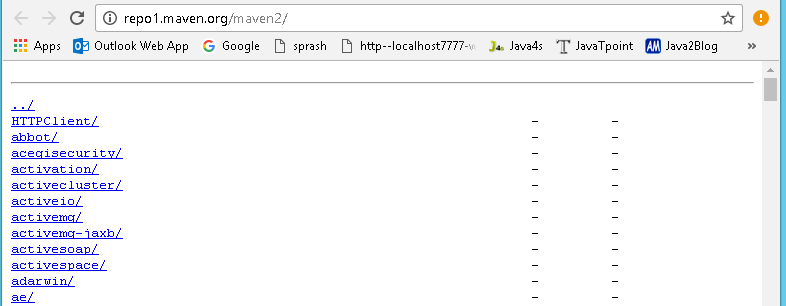 repo1.maven.org/maven2/
Apps Outlook Web App Google sprash http--localhost7777- Java4s JavaTpoint AM Java2Blog »
../
HTTPClient/ - -
abbot/ - -
acegisecurity/ - -
activation/ - -
activecluster/ - -
activeio/ - -
activemq/ - -
activemq-jaxb/ - -
activesoap/ - -
activespace/ - -
adarwin/ - -
ae/ - -